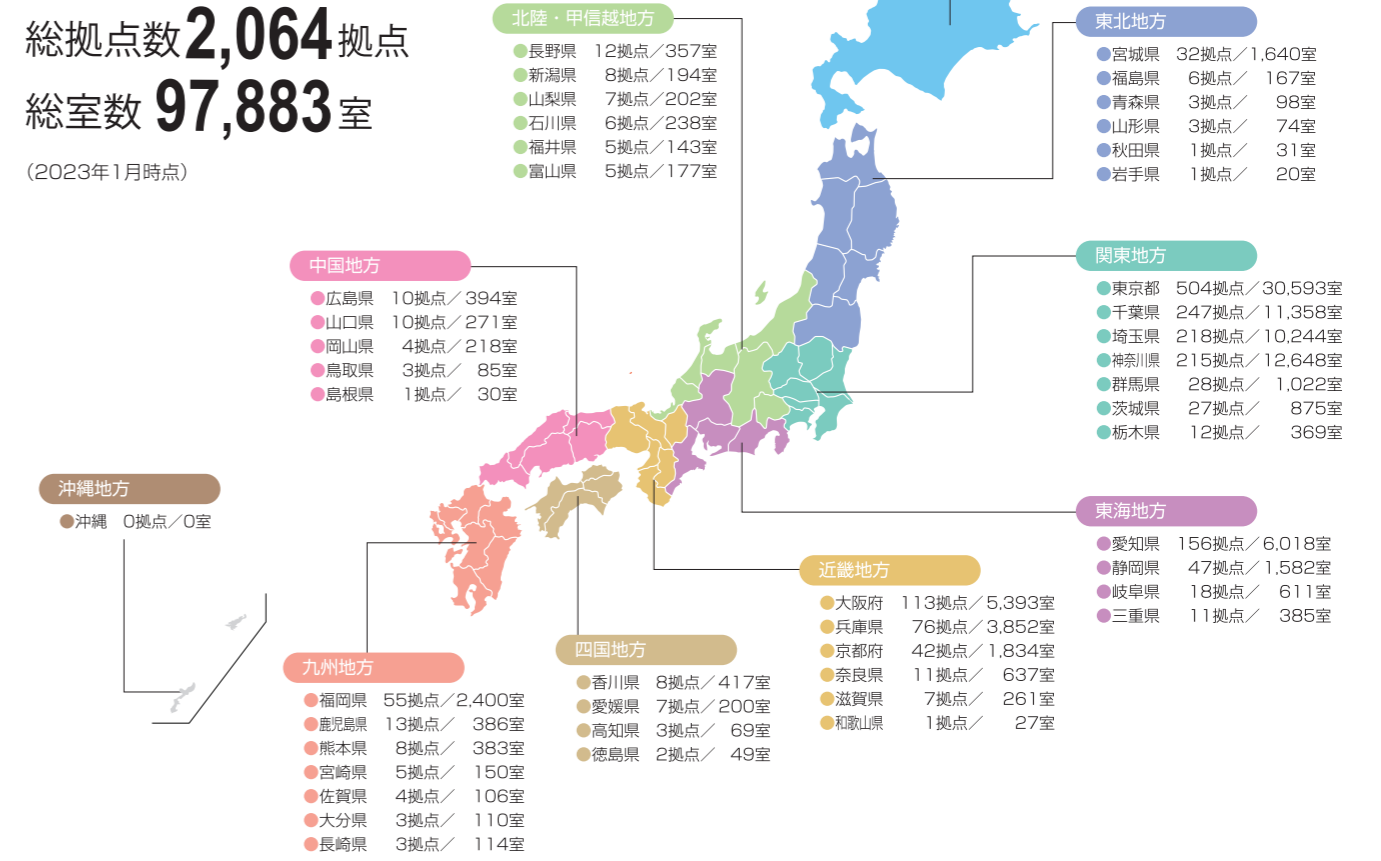 総拠点数2,064拠点
総室数 97,883室
（2023年1月時点）
北陸・甲信越地方
●長野県 12拠点／357室
●新潟県 8拠点／194室
●山梨県 7拠点／202室
●石川県 6拠点／238室
●福井県 5拠点／143室
●富山県 5拠点／177室
東北地方
●宮城県 32拠点／1,640室
●福島県 6拠点／ 167室
●青森県 3拠点／ 98室
●山形県 3拠点／ 74室
●秋田県 1拠点／ 31室
●岩手県 1拠点／ 20室
中国地方
●広島県 10拠点／394室
●山口県 10拠点／271室
●岡山県 4拠点／218室
●鳥取県 3拠点／ 85室
●島根県 1拠点／ 30室
関東地方
●東京都 504拠点／30,593室
●千葉県 247拠点／11,358室
●埼玉県 218拠点／10,244室
●神奈川県 215拠点／12,648室
●群馬県 28拠点／ 1,022室
●茨城県 27拠点／ 875室
●栃木県 12拠点／ 369室
沖縄地方
●沖縄 0拠点／0室
東海地方
●愛知県 156拠点／6,018室
●静岡県 47拠点／1,582室
●岐阜県 18拠点／ 611室
●三重県 11拠点／ 385室
近畿地方
●大阪府 113拠点／5,393室
●兵庫県 76拠点／3,852室
●京都府 42拠点／1,834室
●奈良県 11拠点／ 637室
●滋賀県 7拠点／ 261室
●和歌山県 1拠点／ 27室
四国地方
●香川県 8拠点／417室
●愛媛県 7拠点／200室
●高知県 3拠点／ 69室
●徳島県 2拠点／ 49室
九州地方
●福岡県 55拠点／2,400室
●鹿児島県 13拠点／ 386室
●熊本県 8拠点／ 383室
●宮崎県 5拠点／ 150室
●佐賀県 4拠点／ 106室
●大分県 3拠点／ 110室
●長崎県 3拠点／ 114室